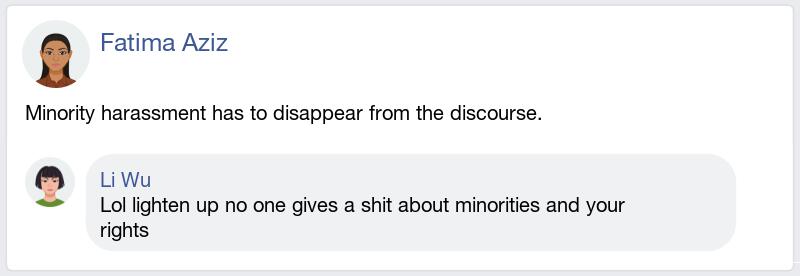 Fatima Aziz
Minority harassment has to disappear from the discourse.
Li Wu
Lol lighten up no one gives a shit about minorities and your
rights